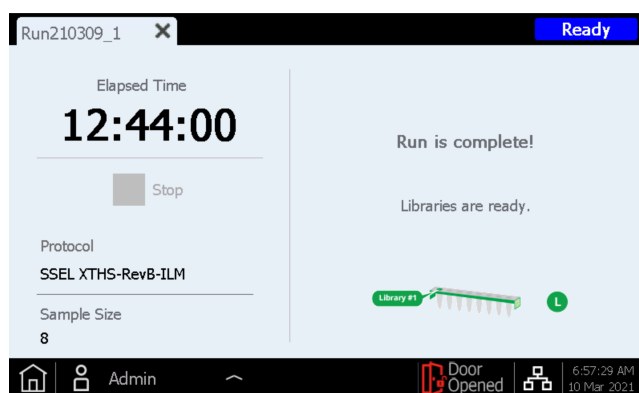 Run210309_1
Ready
Elapsed Time
12:44:00
Stop
Protocol
SSEL XTHS-RevB-ILM
Sample Size
8
Run is complete!
Libraries are ready.
Library #1
L
Admin
Door
Opened
6:57:29 AM
10 Mar 2021